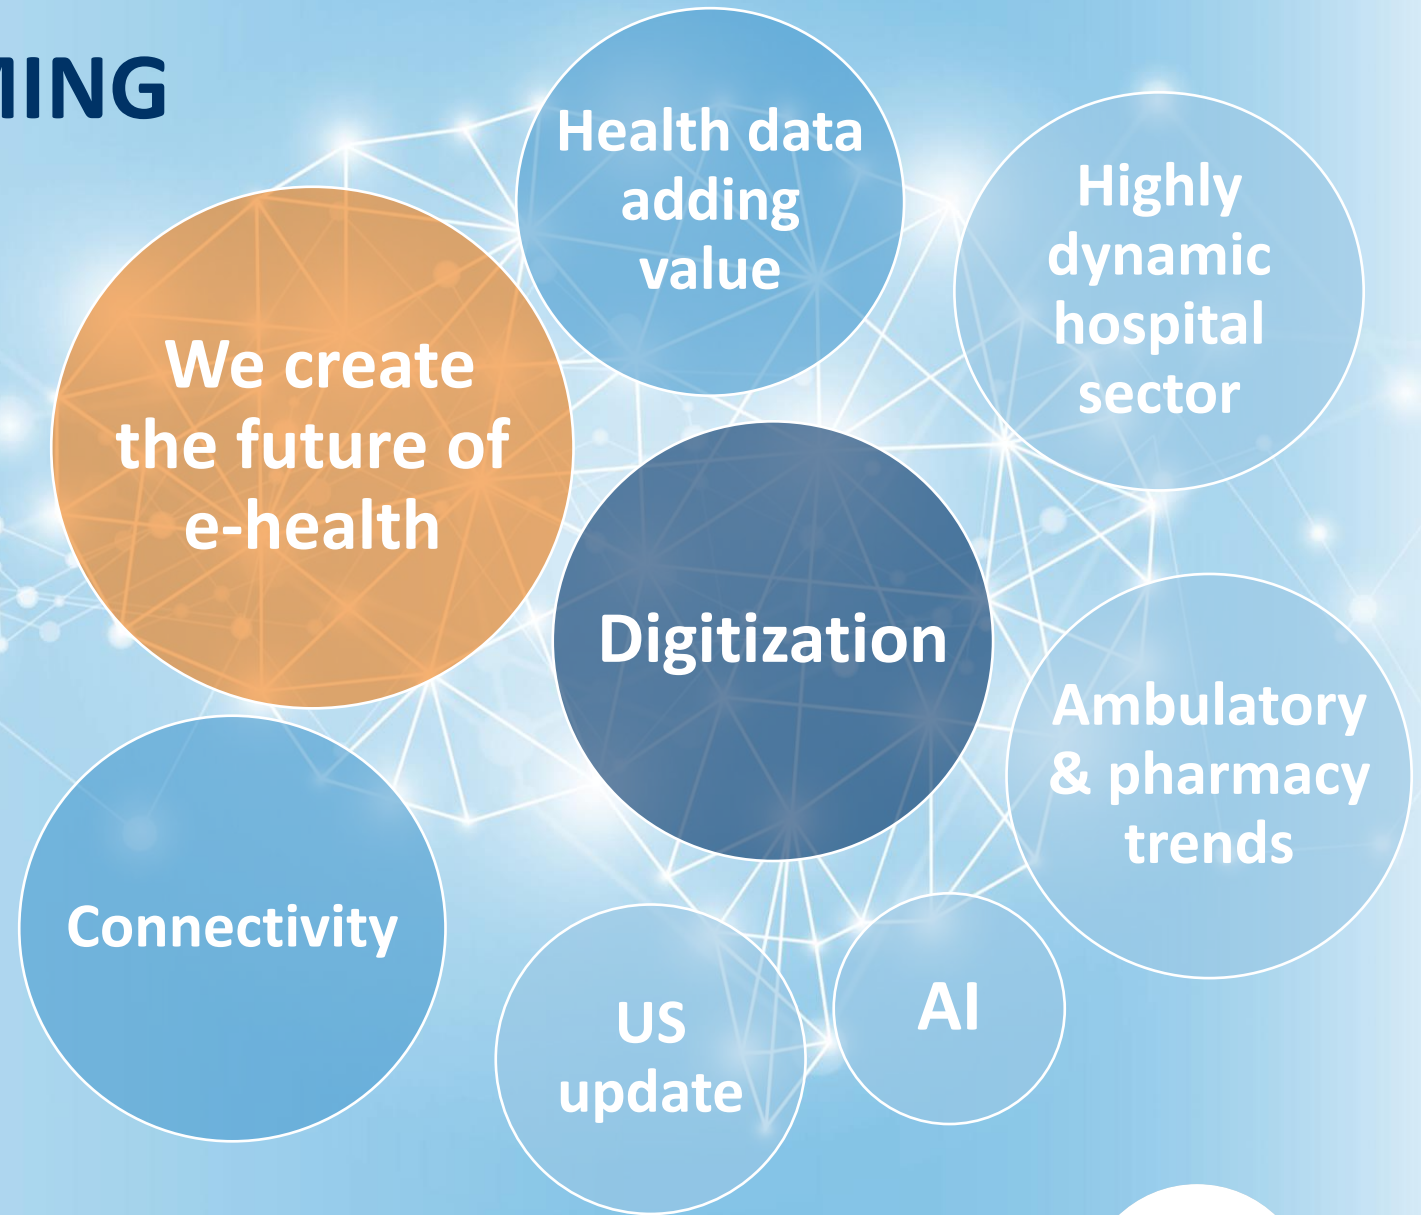 MING
Health data
adding
value
Highly
dynamic
hospital
sector
We create
the future of
e-health
Digitization
Ambulatory
& pharmacy
trends
Connectivity
US
update
AI